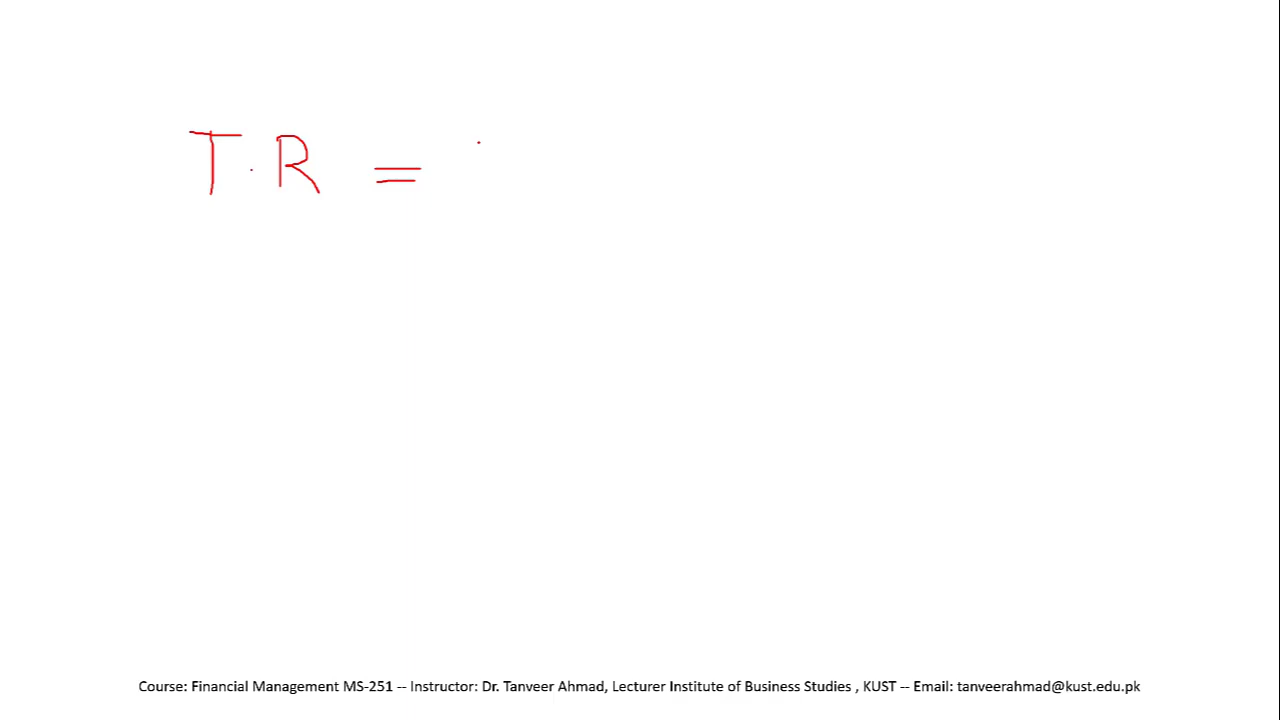 T.R =
Course: Financial Management MS-251 -- Instructor: Dr. Tanveer Ahmad, Lecturer Institute of Business Studies , KUST -- Email: tanveerahmad@kust.edu.pk